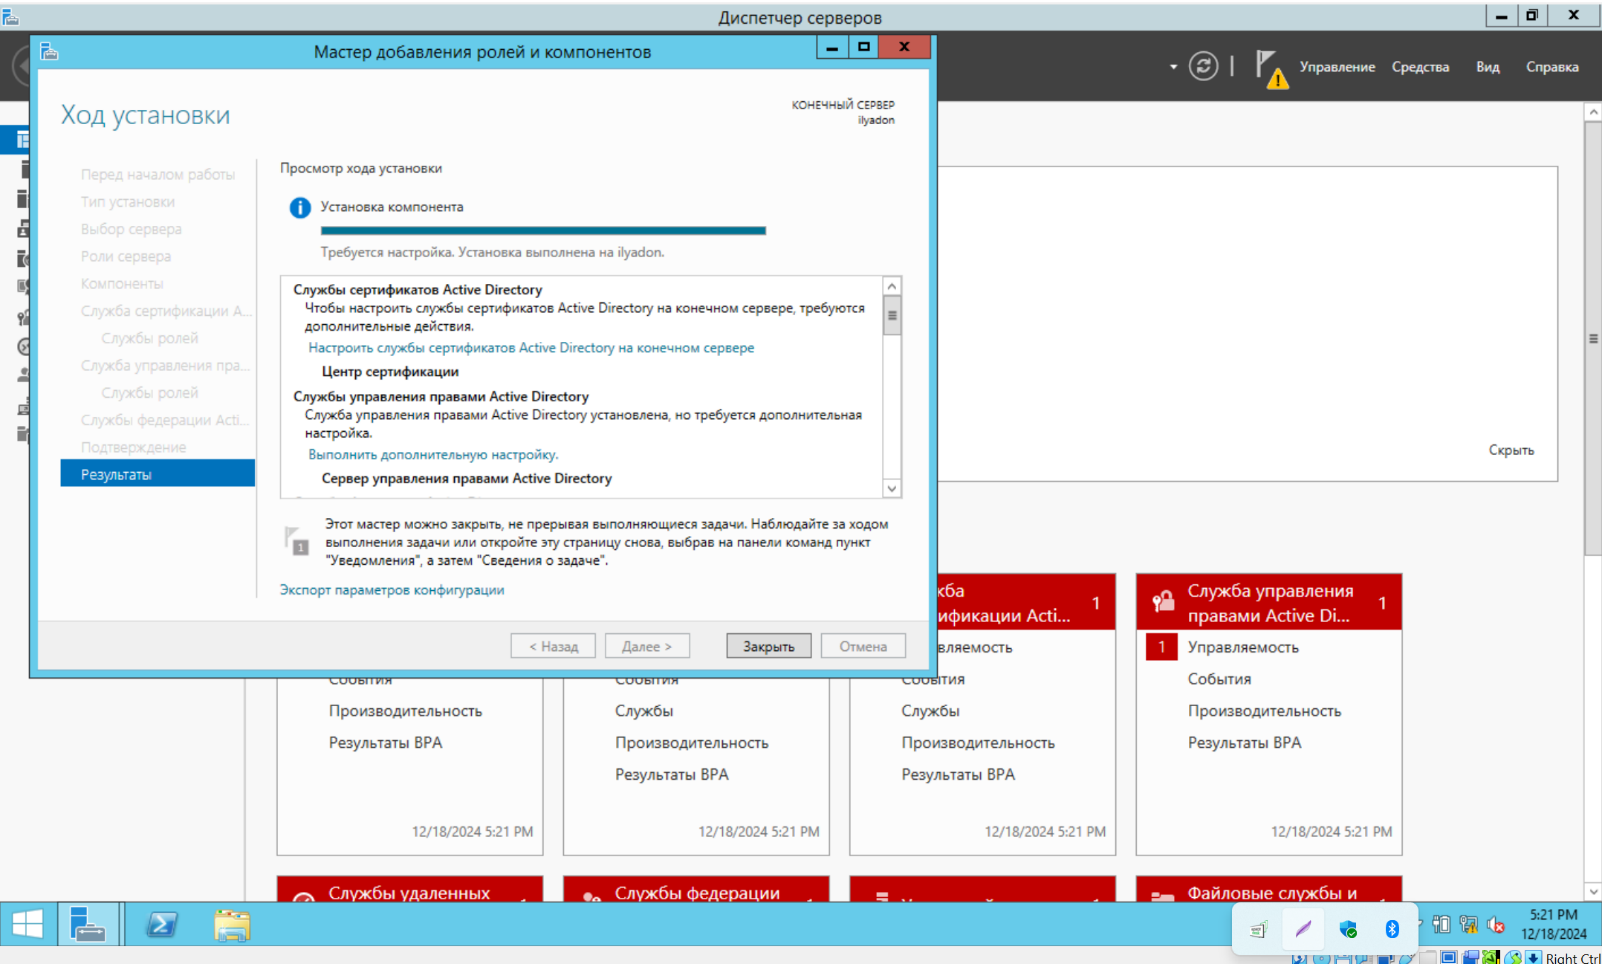 Диспетчер серверов
Мастер добавления ролей и компонентов
Управление Средства Вид Справка
Ход установки
КОНЕЧНЫЙ СЕРВЕР
ilyadon
Перед началом работы
Тип установки
Выбор сервера
Роли сервера
Компоненты
Служба сертификации A...
Службы ролей
Служба управления пра...
Службы ролей
Службы федерации Acti...
Подтверждение
Результаты
Просмотр хода установки
Установка компонента
Требуется настройка. Установка выполнена на ilyadon.
Службы сертификатов Active Directory
Чтобы настроить службы сертификатов Active Directory на конечном сервере, требуются
дополнительные действия.
Настроить службы сертификатов Active Directory на конечном сервере
Центр сертификации
Службы управления правами Active Directory
Служба управления правами Active Directory установлена, но требуется дополнительная
настройка.
Выполнить дополнительную настройку.
Сервер управления правами Active Directory
1
Этот мастер можно закрыть, не прерывая выполняющиеся задачи. Наблюдайте за ходом
выполнения задачи или откройте эту страницу снова, выбрав на панели команд пункт
"Уведомления", а затем "Сведения о задаче".
Экспорт параметров конфигурации
< Назад Далее > Закрыть Отмена
Скрыть
События
Производительность
Результаты BPA
12/18/2024 5:21 PM
События
Службы
Производительность
Результаты BPA
12/18/2024 5:21 PM
жба
ификации Acti...
1
вляемость
События
Службы
Производительность
Результаты BPA
12/18/2024 5:21 PM
Служба управления
правами Active Di...
1
1 Управляемость
События
Производительность
Результаты BPA
12/18/2024 5:21 PM
Службы удаленных
Службы федерации
Файловые службы и
5:21 PM
12/18/2024
Right Ctrl